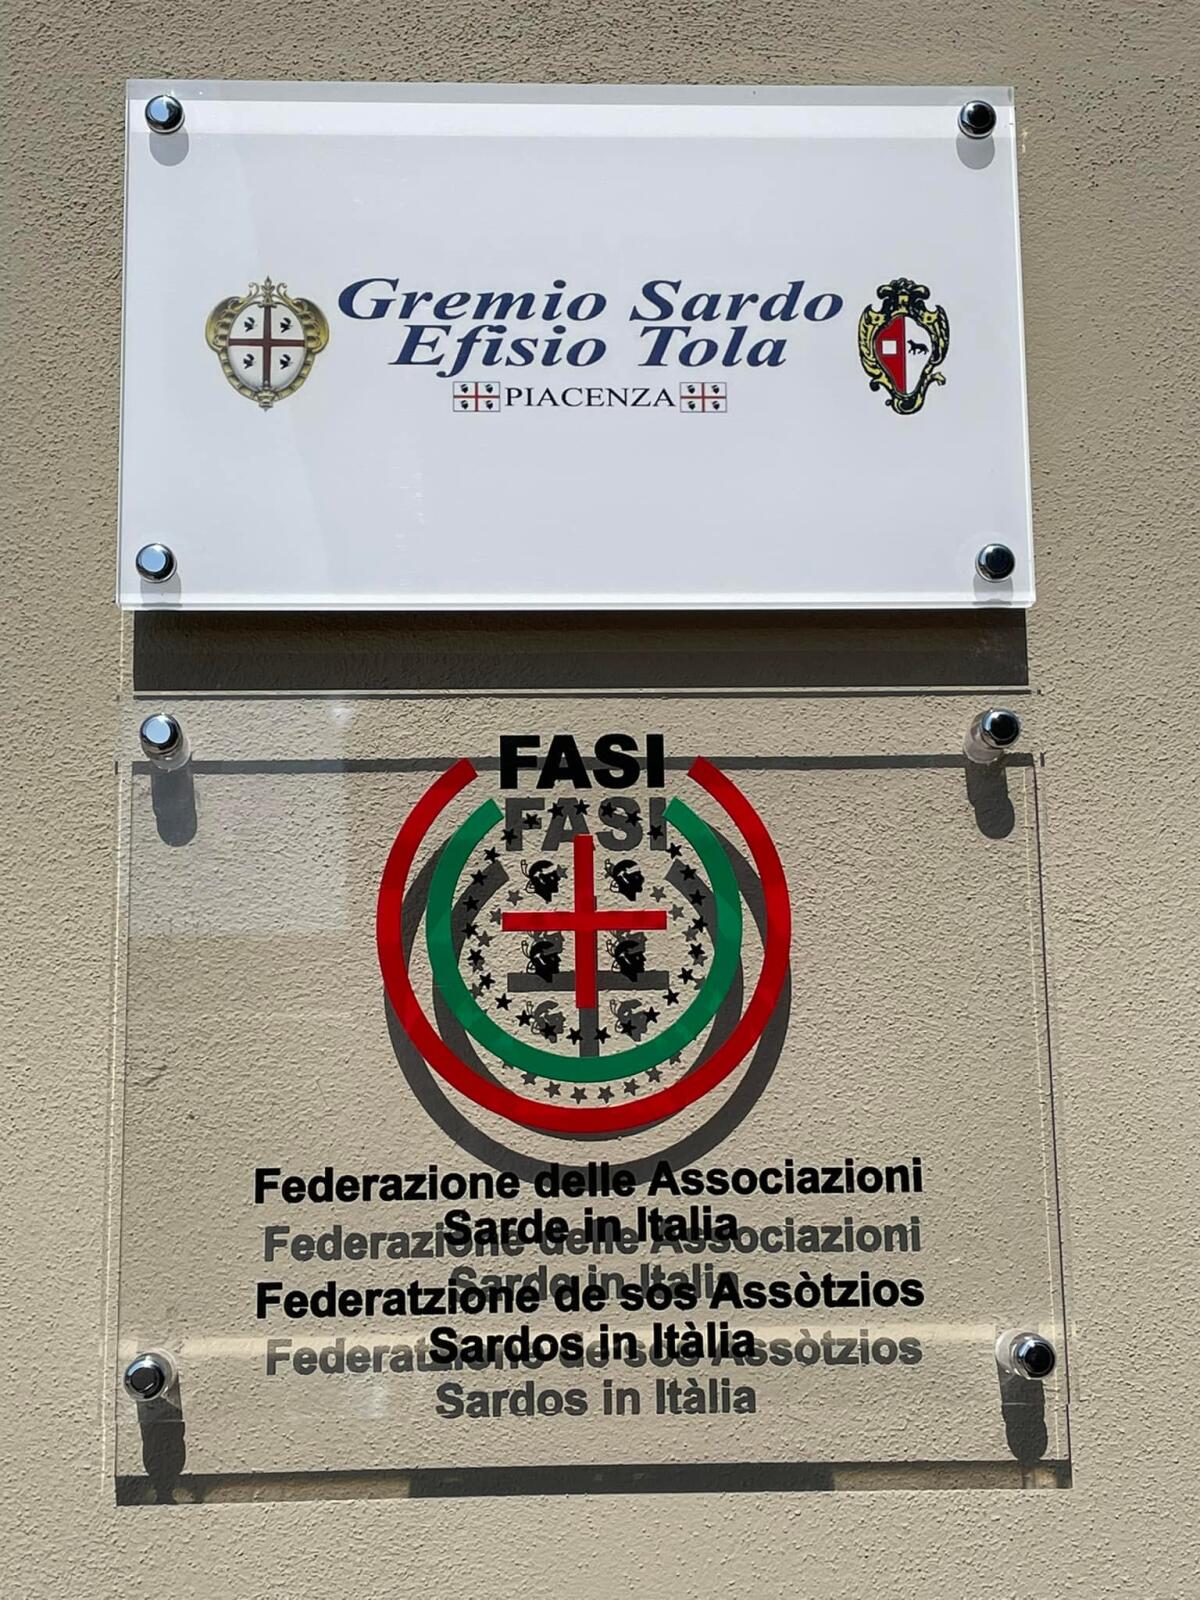 Gremio Sardo
Efisio Tola
PIACENZA
FASI
Federazione delle Associazioni
Sarde in Italia
Federatzione de sos Assòtzios
Sardos in Itàlia